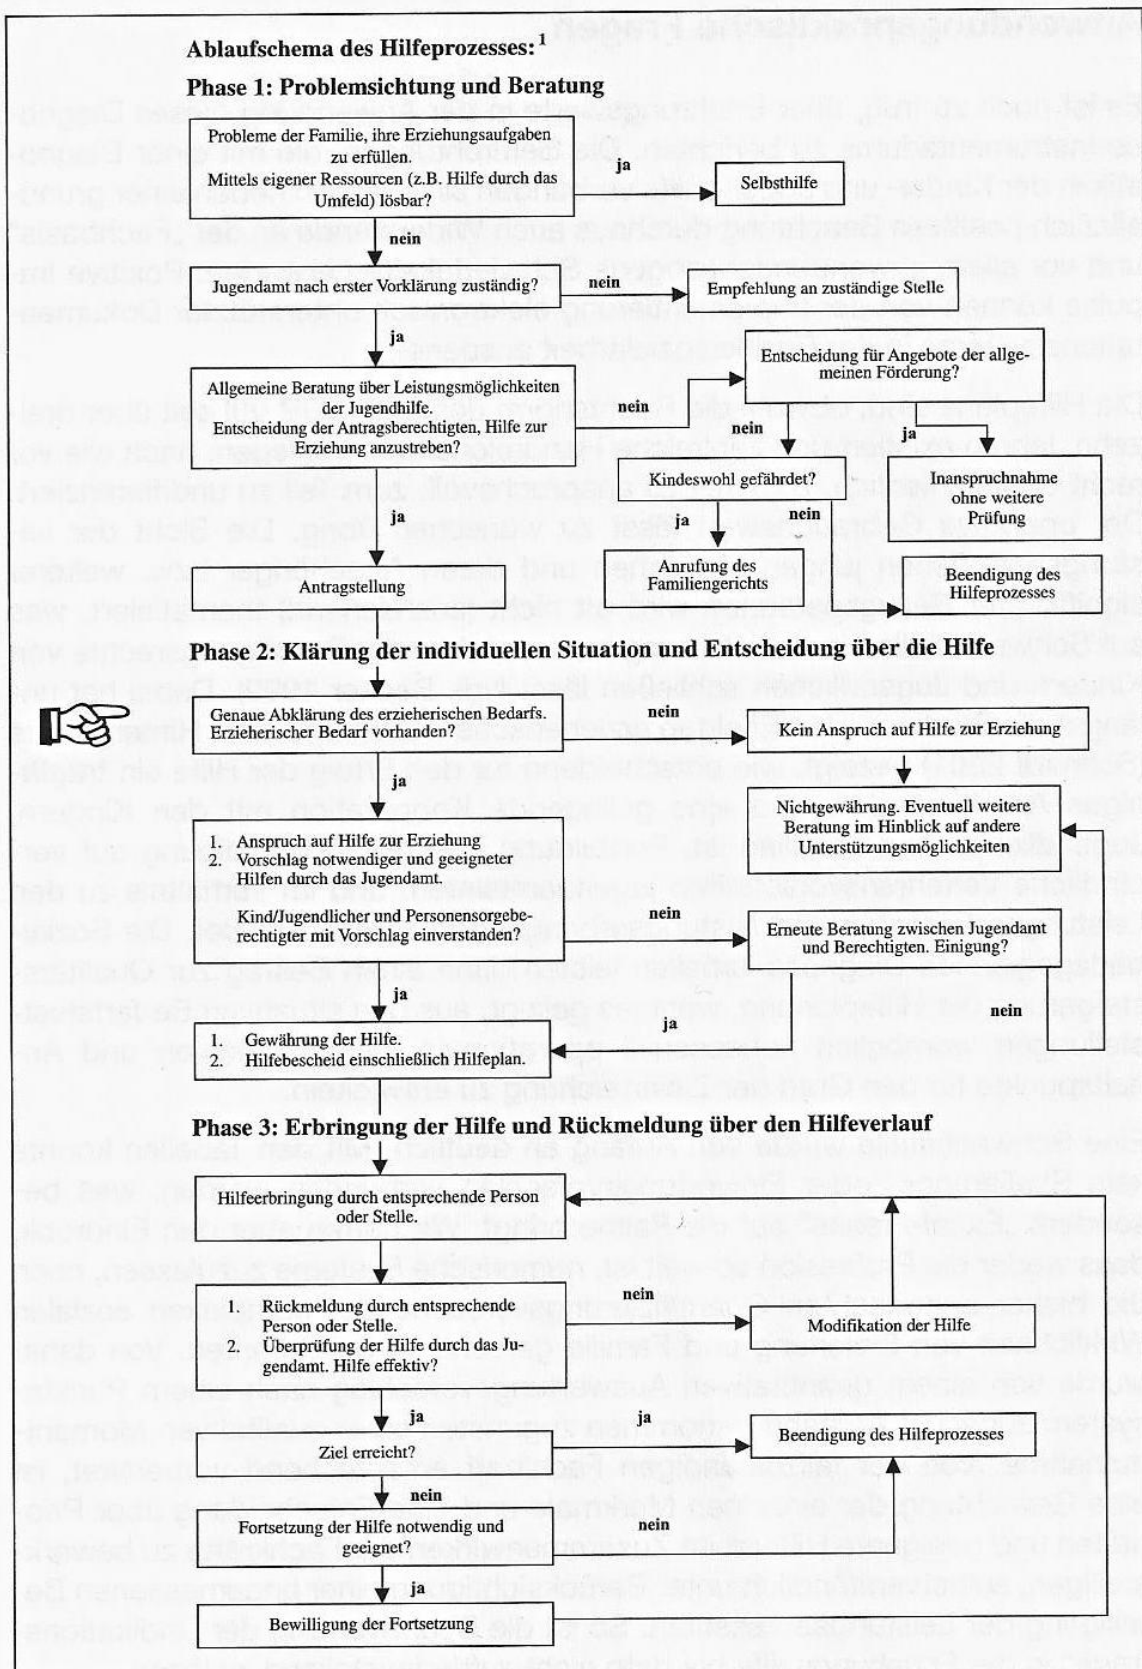 Ablaufschema des Hilfeprozesses:1
Phase 1: Problemsichtung und Beratung
Probleme der Familie, ihre Erziehungsaufgaben
zu erfüllen.
Mittels eigener Ressourcen (z.B. Hilfe durch das
Umfeld) lösbar?
ja
Selbsthilfe
nein
Jugendamt nach erster Vorklärung zuständig?
nein
Empfehlung an zuständige Stelle
ja
Allgemeine Beratung über Leistungsmöglichkeiten
der Jugendhilfe.
Entscheidung der Antragsberechtigten, Hilfe zur
Erziehung anzustreben?
nein
Entscheidung für Angebote der allge-
meinen Förderung?
nein
ja
Kindeswohl gefährdet?
Inanspruchnahme
ohne weitere
Prüfung
ja
ja
nein
Antragstellung
Anrufung des
Familiengerichts
Beendigung des
Hilfeprozesses
Phase 2: Klärung der individuellen Situation und Entscheidung über die Hilfe
Genaue Abklärung des erzieherischen Bedarfs.
Erzieherischer Bedarf vorhanden?
nein
Kein Anspruch auf Hilfe zur Erziehung
ja
Nichtgewährung. Eventuell weitere
Beratung im Hinblick auf andere
Unterstützungsmöglichkeiten
1. Anspruch auf Hilfe zur Erziehung
2. Vorschlag notwendiger und geeigneter
Hilfen durch das Jugendamt.
Kind/Jugendlicher und Personensorgebe-
rechtigter mit Vorschlag einverstanden?
nein
Erneute Beratung zwischen Jugendamt
und Berechtigten. Einigung?
ja
ja
nein
1. Gewährung der Hilfe.
2. Hilfebescheid einschließlich Hilfeplan.
Phase 3: Erbringung der Hilfe und Rückmeldung über den Hilfeverlauf
Hilfeerbringung durch entsprechende Person
oder Stelle.
1. Rückmeldung durch entsprechende
Person oder Stelle.
2. Überprüfung der Hilfe durch das Ju-
gendamt. Hilfe effektiv?
nein
Modifikation der Hilfe
ja
Ziel erreicht?
ja
Beendigung des Hilfeprozesses
nein
Fortsetzung der Hilfe notwendig und
geeignet?
nein
ja
Bewilligung der Fortsetzung